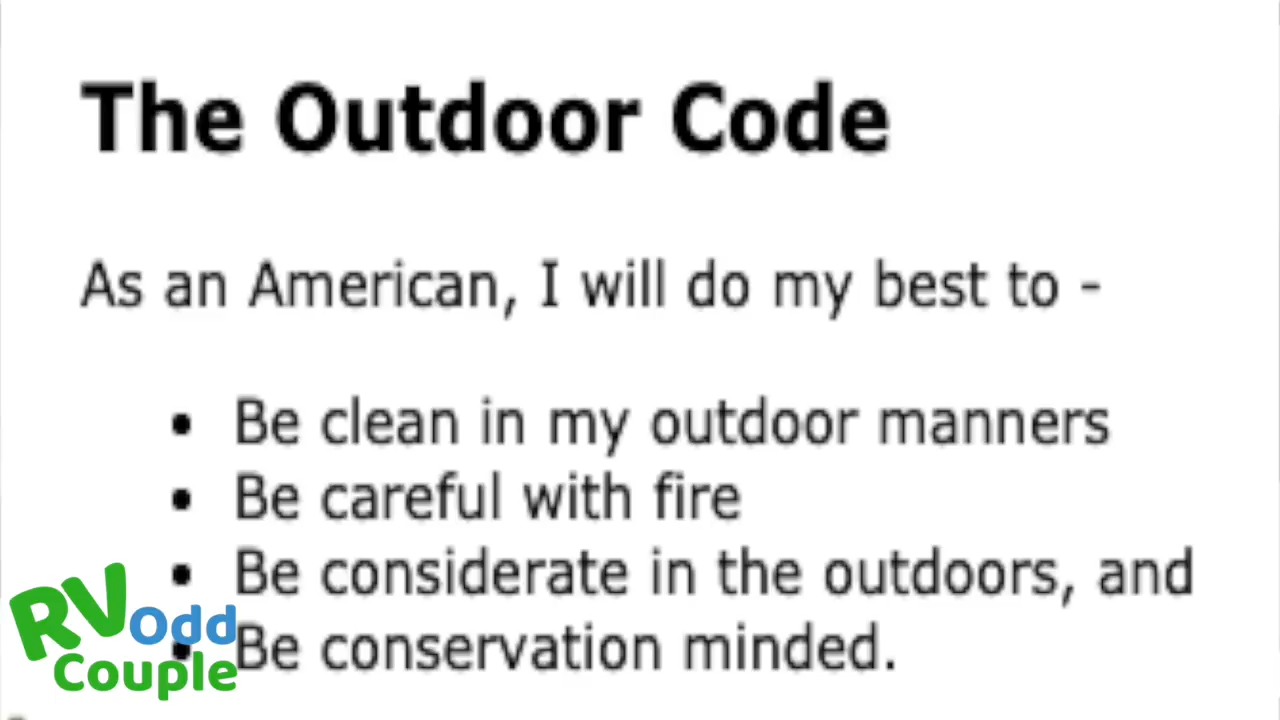 The Outdoor Code
As an American, I will do my best to -
• Be clean in my outdoor manners
• Be careful with fire
• Be considerate in the outdoors, and
• Be conservation minded.
RV odd
Couple